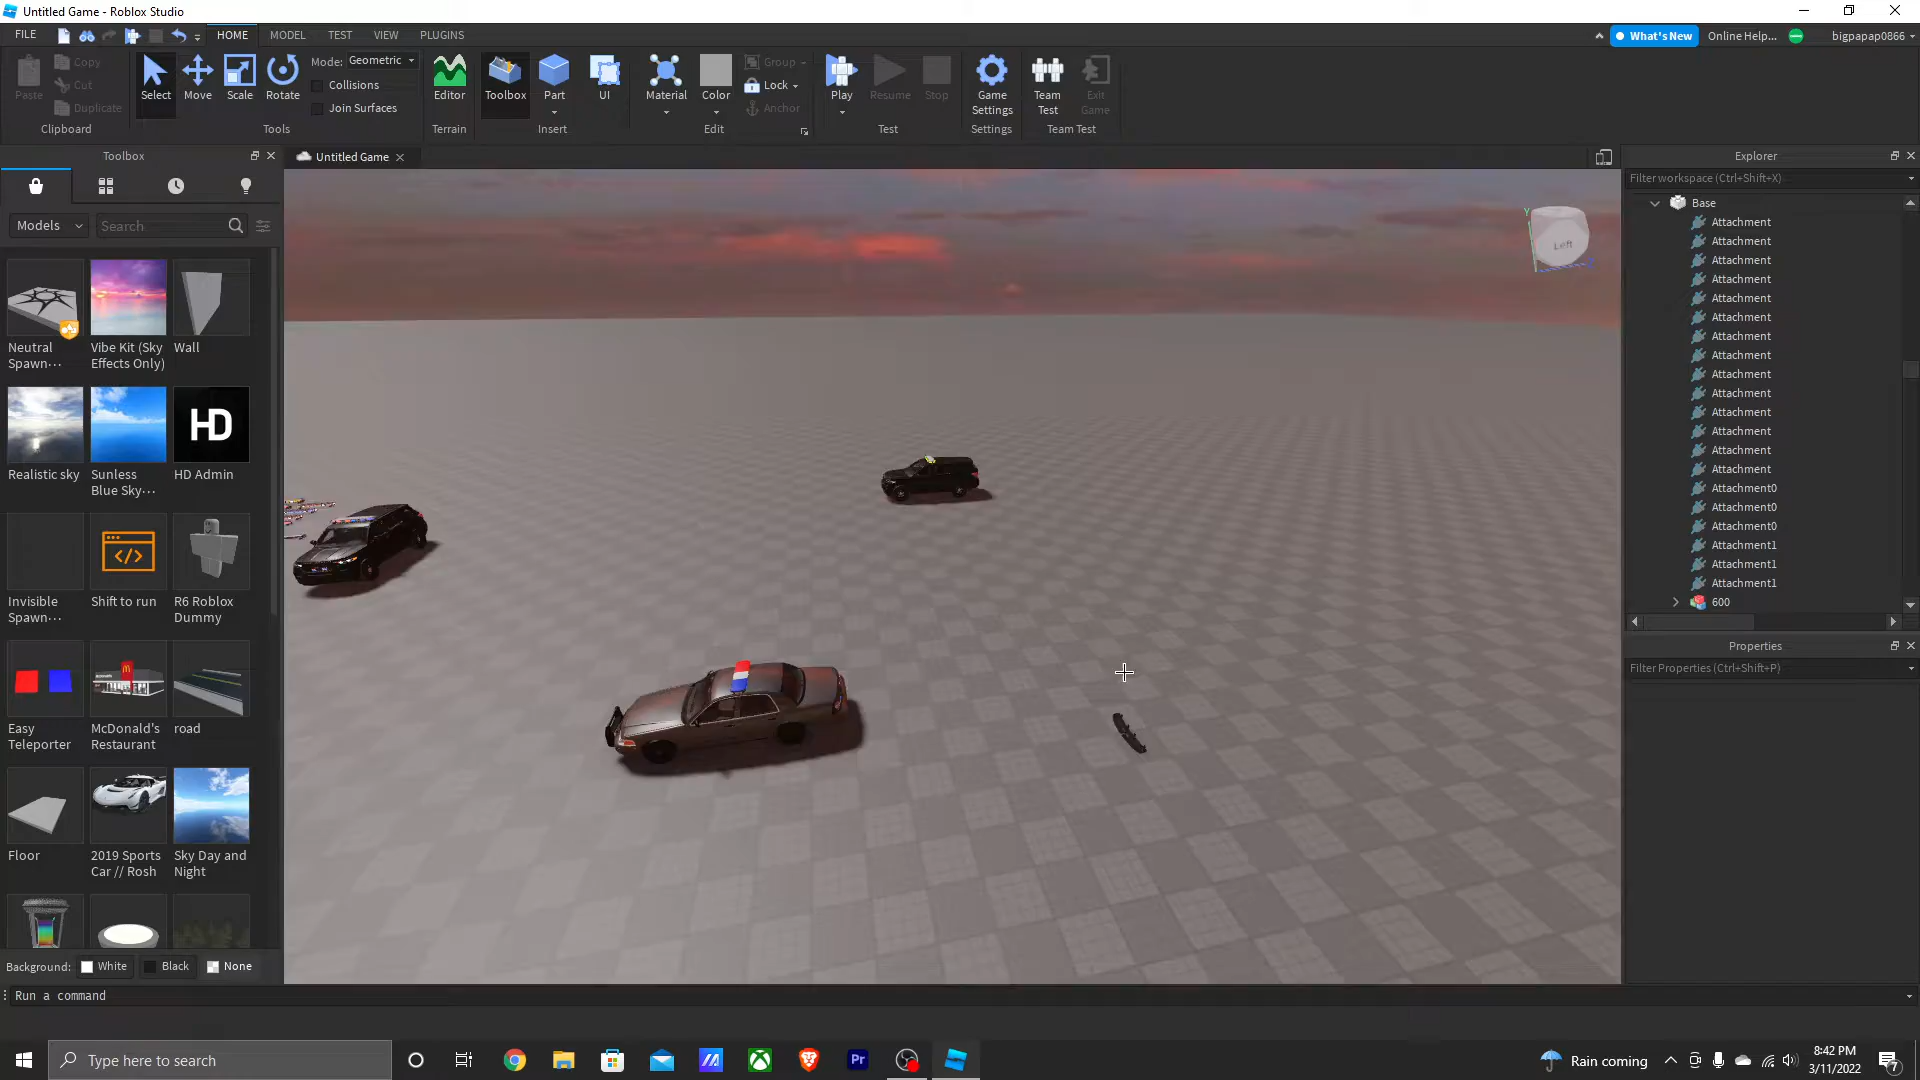 Untitled Game - Roblox Studio
FILE HOME MODEL TEST VIEW PLUGINS What's New Online Help... bigpapap0866
Paste Copy Cut Duplicate
Select Move Scale Rotate
Mode: Geometric
Collisions
Join Surfaces
Editor Toolbox Part UI Material Color
Group
Lock
Anchor
Play Resume Stop
Game Settings
Team Test
Exit Game
Clipboard Tools Terrain Insert Edit Test Settings Team Test
Toolbox
Untitled Game
Models Search
Neutral Spawn...
Vibe Kit (Sky Effects Only)
Wall
Realistic sky
Sunless Blue Sky...
HD
HD Admin
Invisible Spawn...
Shift to run
R6 Roblox Dummy
Easy Teleporter
McDonald's Restaurant
road
Floor
2019 Sports Car // Rosh
Sky Day and Night
Background: White Black None
Left
Y
Explorer
Filter workspace (Ctrl+Shift+X)
Base
Attachment
Attachment
Attachment
Attachment
Attachment
Attachment
Attachment
Attachment
Attachment
Attachment
Attachment
Attachment
Attachment
Attachment
Attachment0
Attachment0
Attachment0
Attachment1
Attachment1
Attachment1
600
Properties
Filter Properties (Ctrl+Shift+P)
Run a command
Type here to search
Pr
Rain coming
8:42 PM
3/11/2022
7